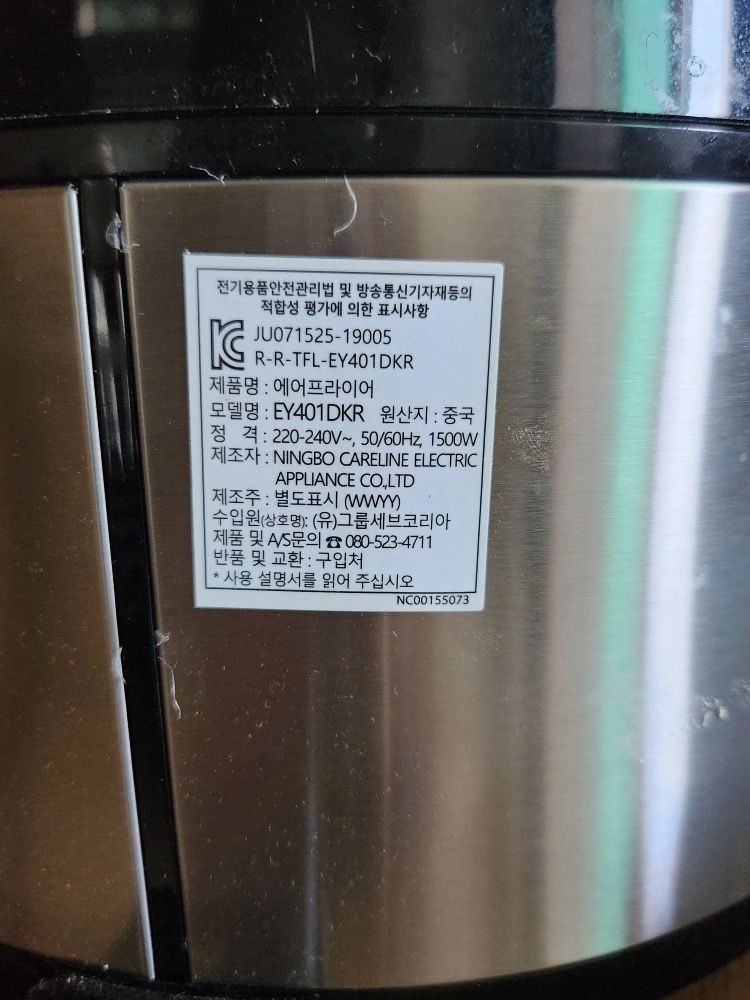 전기용품안전관리법 및 방송통신기자재등의
적합성 평가에 의한 표시사항
JU071525-19005
R-R-TFL-EY401DKR
제품명 : 에어프라이어
모델명 : EY401DKR 원산지 : 중국
정 격 : 220-240V~, 50/60Hz, 1500W
제조자 : NINGBO CARELINE ELECTRIC
APPLIANCE CO.,LTD
제조주 : 별도표시 (WWYY)
수입원(상호명): (유)그룹세브코리아
제품 및 A/S문의 ☎ 080-523-4711
반품 및 교환 : 구입처
* 사용 설명서를 읽어 주십시오
NC00155073